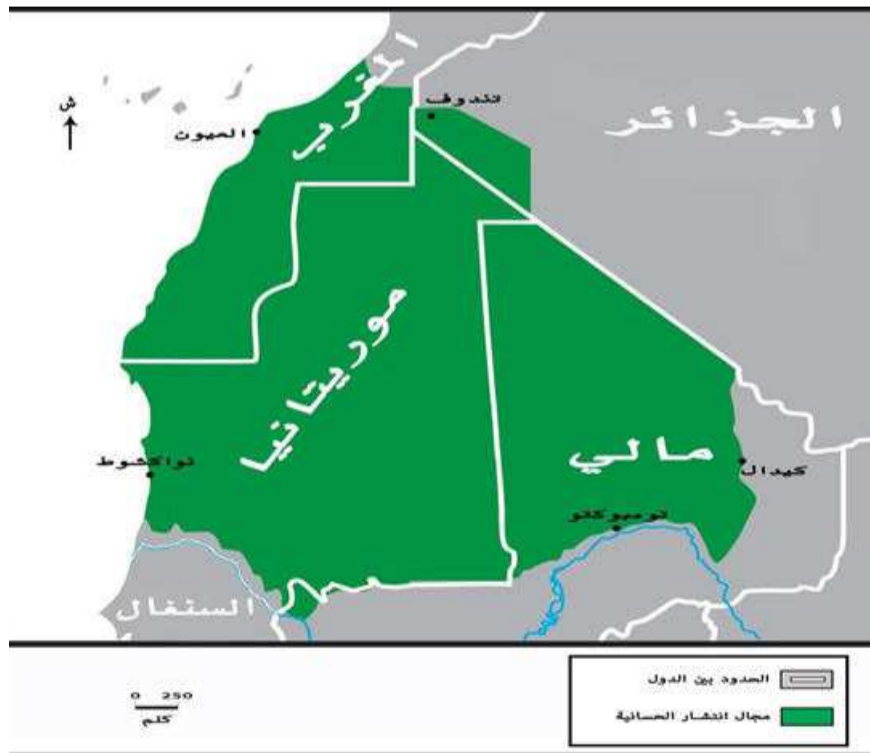 المغرب
ش
تندوف
الجزائر
العيون
موريتانيا
نواكشوط
مالي
كيدال
تومبوكتو
السنغال
0 250
كلم
الحدود بين الدول
مجال انتشار الحسانية